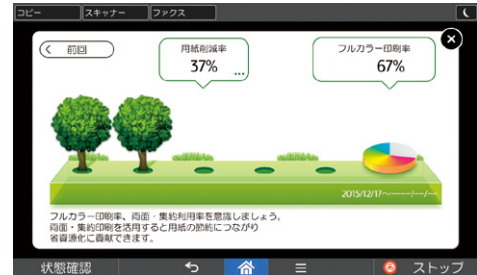 コピー
スキャナー
ファクス
前回
用紙削減率
37%
...
フルカラー印刷率
67%
2015/12/17~----/--/--
フルカラー印刷率、両面・集約利用率を意識しましょう。
両面・集約印刷を活用すると用紙の節約につながり
省資源化に貢献できます。
状態確認
ストップ